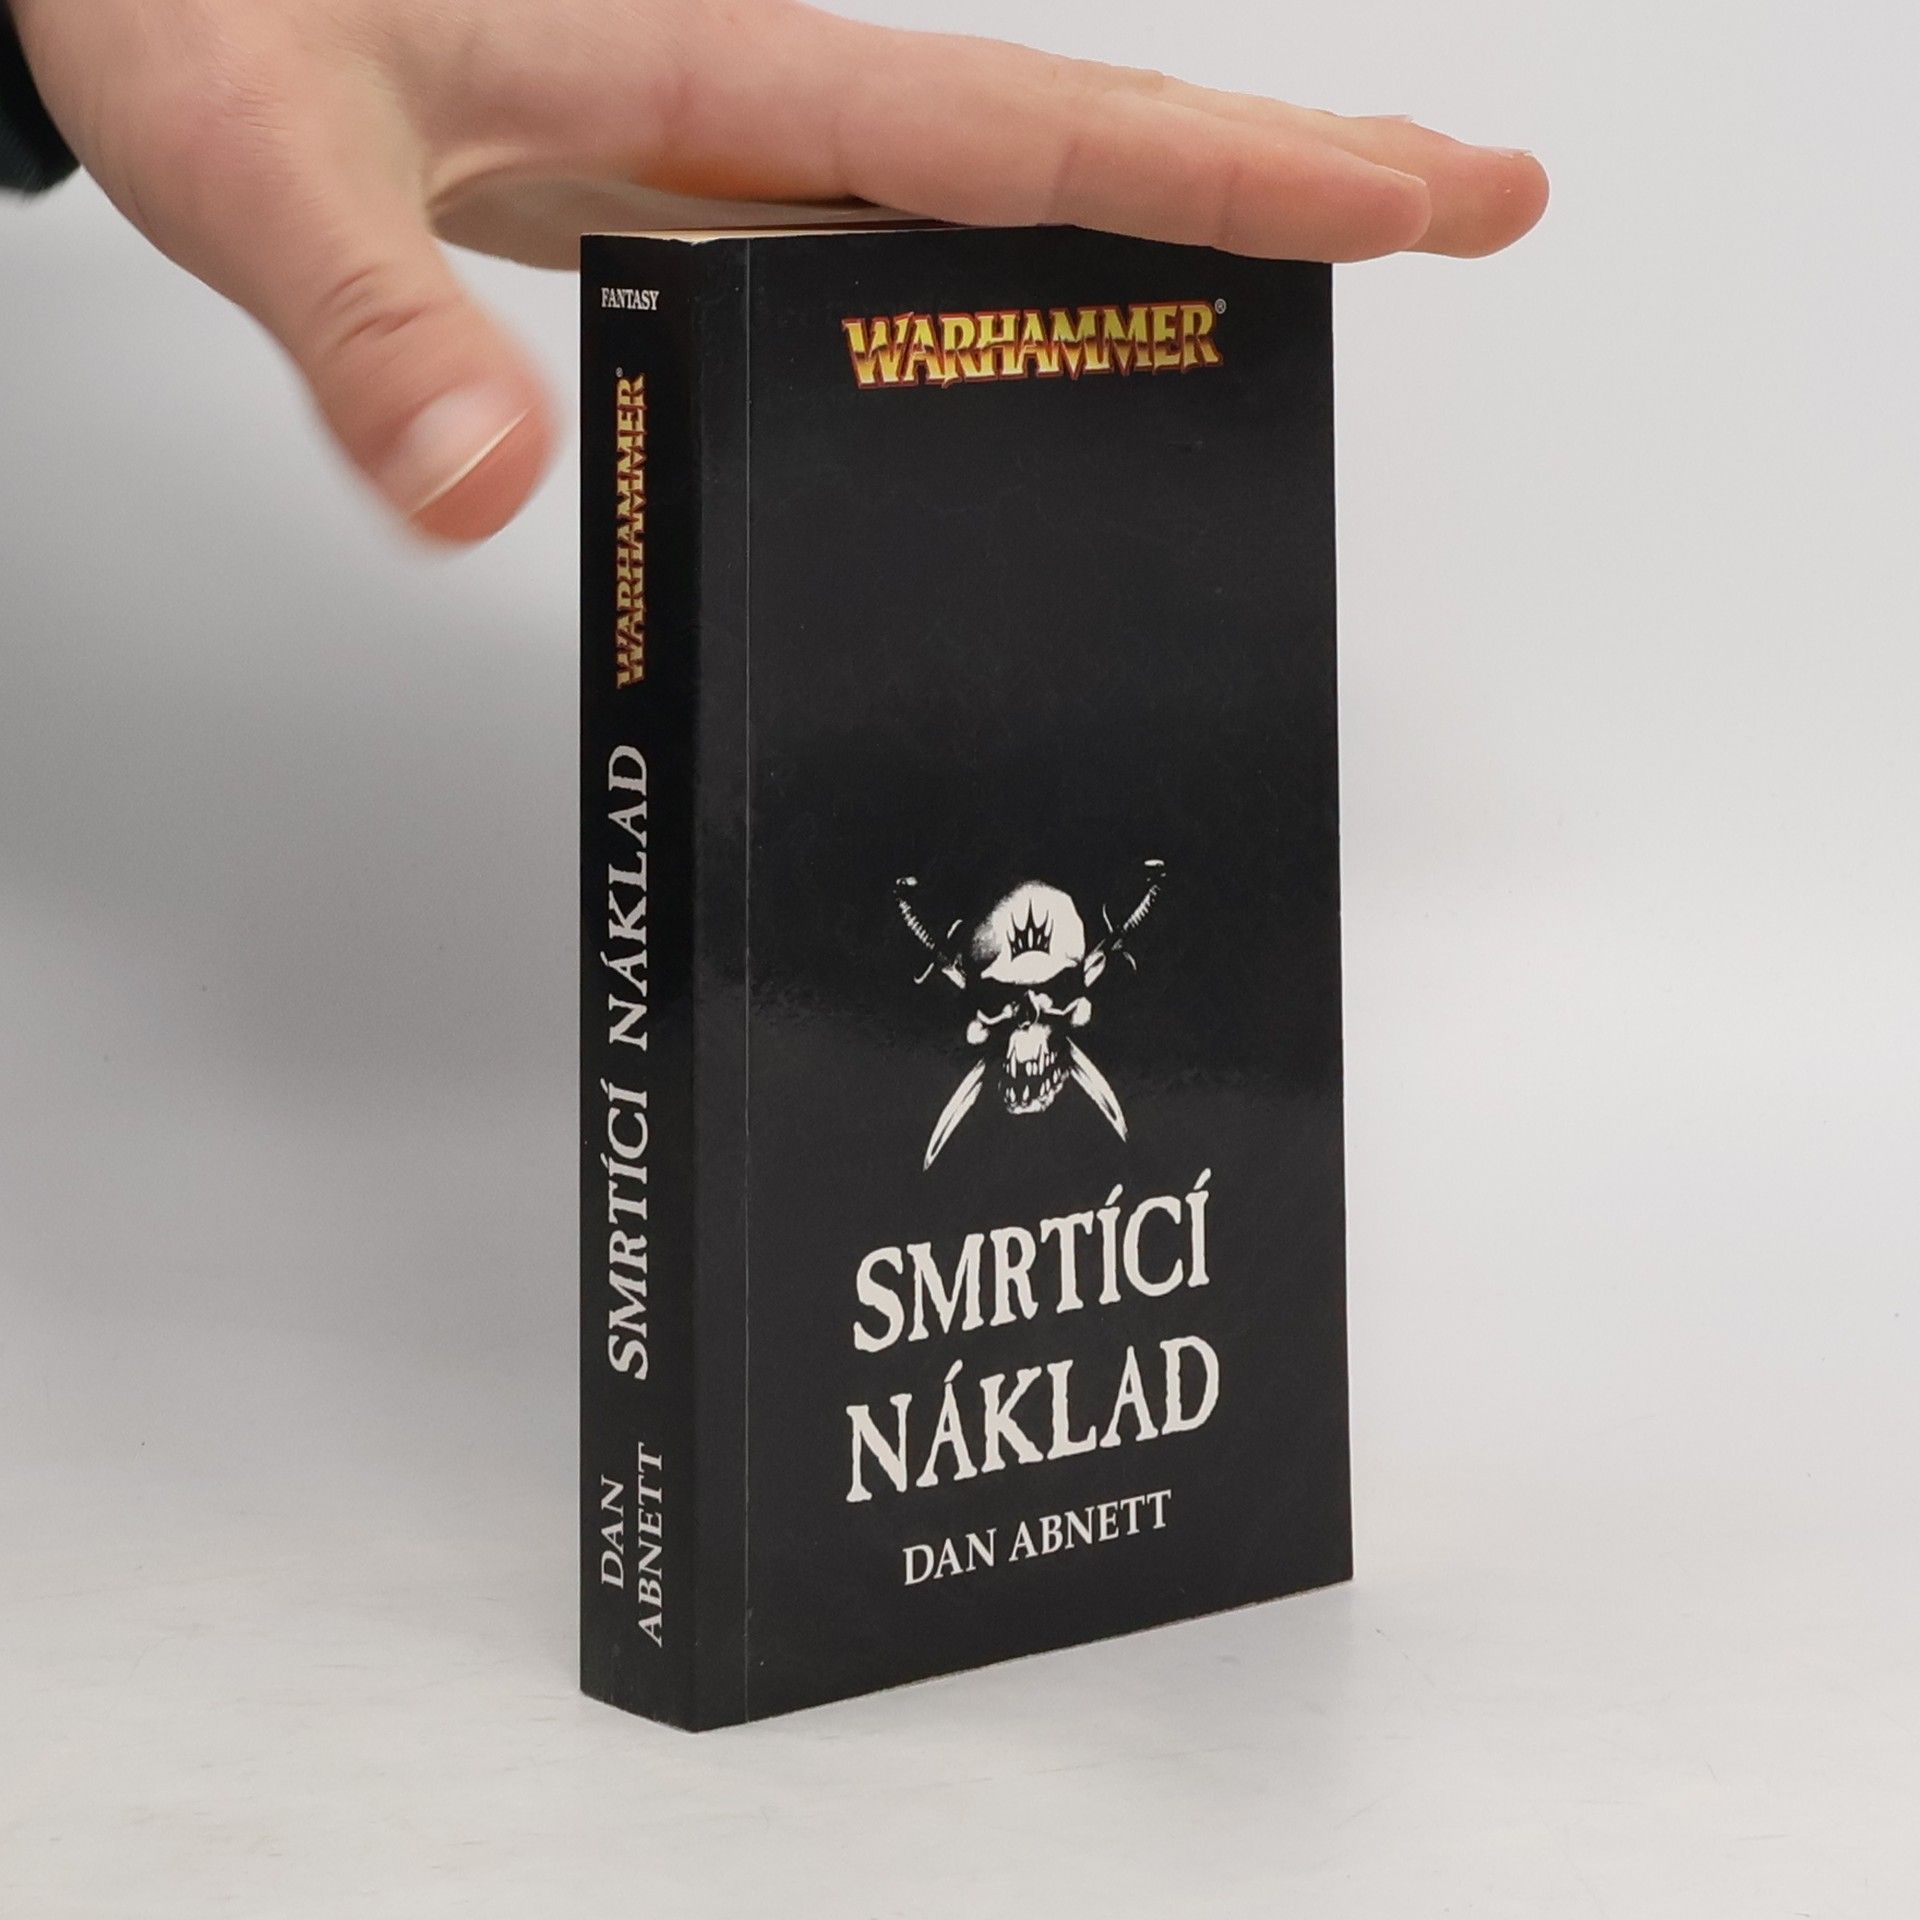 FANTASY
WARHAMMER®
SMRTÍCÍ NÁKLAD
DAN
ABNETT
WARHAMMER®
SMRTÍCÍ
NÁKLAD
DAN ABNETT